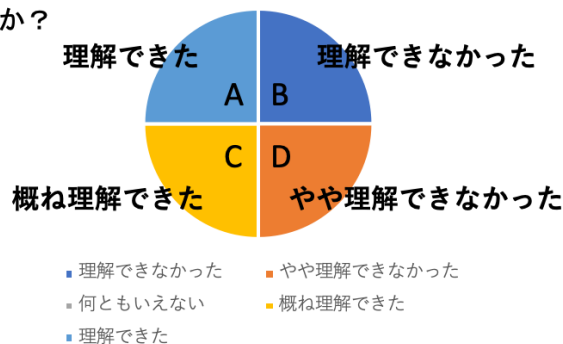 か？
理解できた
理解できなかった
A
B
C
D
概ね理解できた
やや理解できなかった
理解できなかった
やや理解できなかった
何ともいえない
概ね理解できた
理解できた